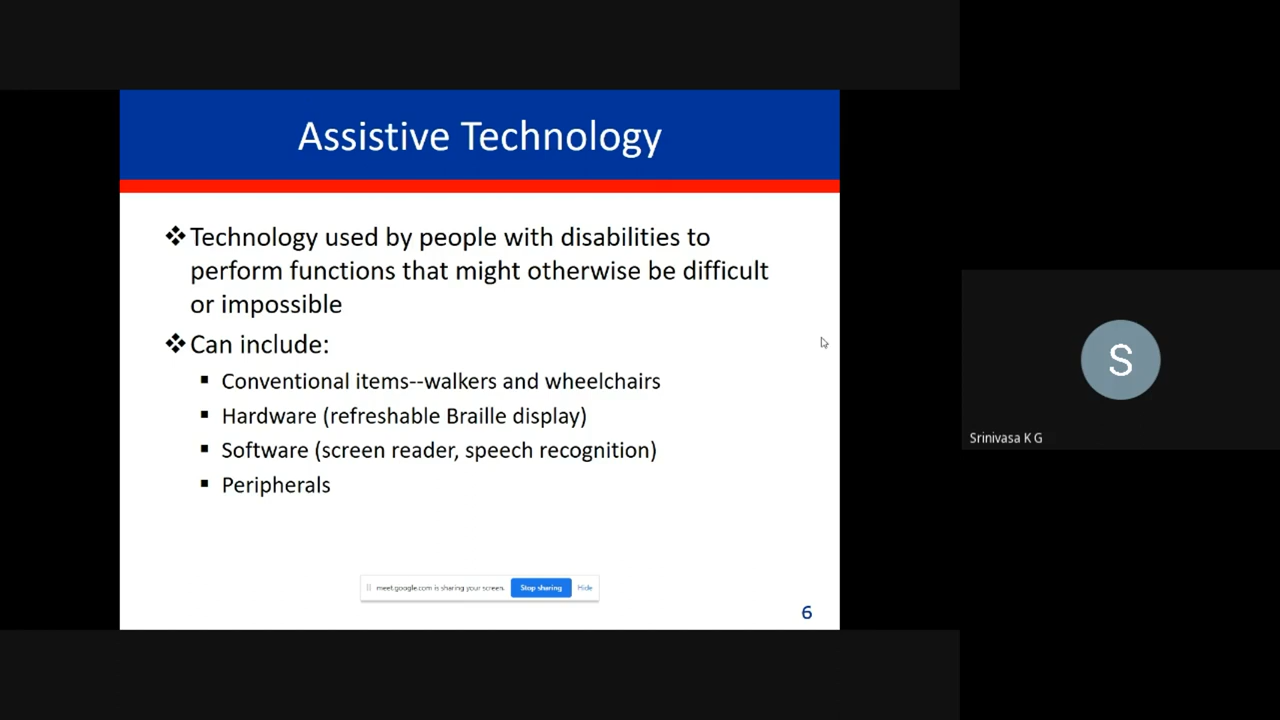 Assistive Technology
❖ Technology used by people with disabilities to
perform functions that might otherwise be difficult
or impossible
❖ Can include:
▪ Conventional items--walkers and wheelchairs
▪ Hardware (refreshable Braille display)
▪ Software (screen reader, speech recognition)
▪ Peripherals
meet.google.com is sharing your screen. Stop sharing Hide
6
S
Srinivasa K G